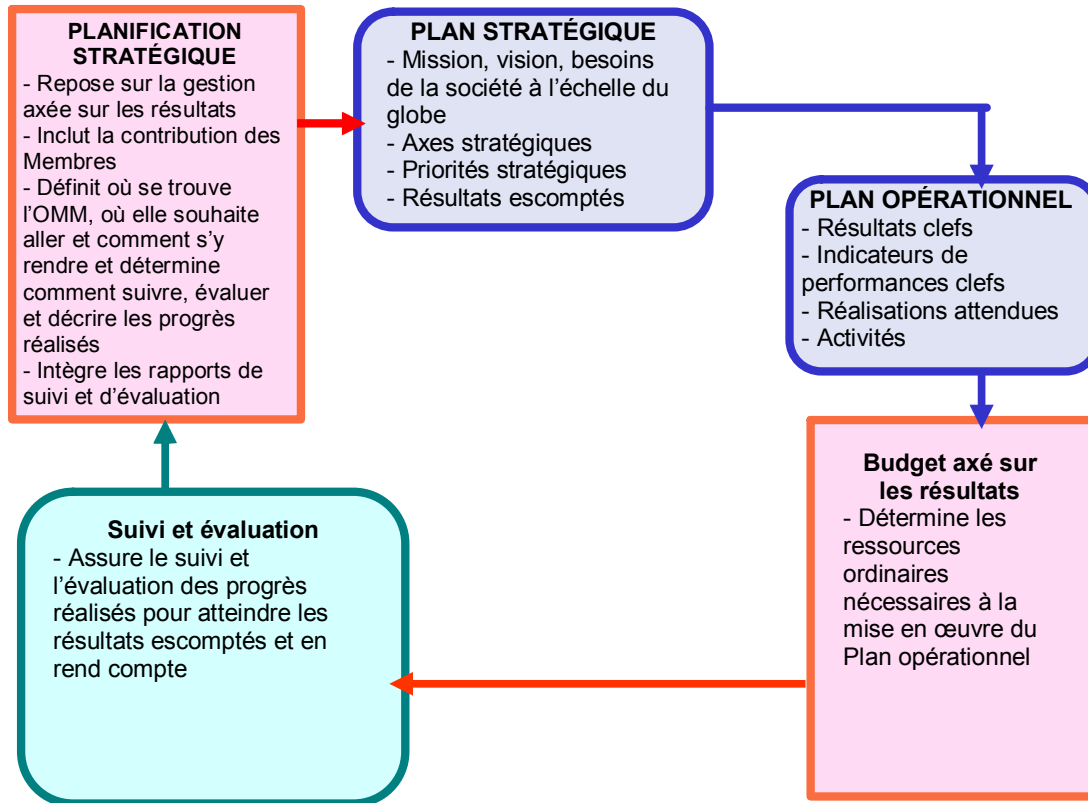 PLANIFICATION
STRATÉGIQUE
- Repose sur la gestion
axée sur les résultats
- Inclut la contribution des
Membres
- Définit où se trouve
l’OMM, où elle souhaite
aller et comment s’y
rendre et détermine
comment suivre, évaluer
et décrire les progrès
réalisés
- Intègre les rapports de
suivi et d’évaluation
PLAN STRATÉGIQUE
- Mission, vision, besoins
de la société à l’échelle du
globe
- Axes stratégiques
- Priorités stratégiques
- Résultats escomptés
PLAN OPÉRATIONNEL
- Résultats clefs
- Indicateurs de
performances clefs
- Réalisations attendues
- Activités
Budget axé sur
les résultats
- Détermine les
ressources
ordinaires
nécessaires à la
mise en œuvre du
Plan opérationnel
Suivi et évaluation
- Assure le suivi et
l’évaluation des progrès
réalisés pour atteindre les
résultats escomptés et en
rend compte